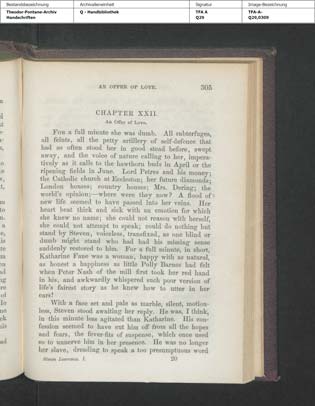 Bestandsbezeichnung Archivalieneinheit Signatur Image-Bezeichnung
Theodor-Fontane-Archiv Q - Handbibliothek TFA A TFA-A-
Handschriften Q29 Q29,0309
AN OFFER OF LOVE. 305
CHAPTER XXII.
An Offer of Love.
FOR a full minute she was dumb. All subterfuges,
all feints, all the petty artillery of self-defence that
had so often stood her in good stead before, swept
away, and the voice of nature calling to her, impera-
tively as it calls to the hawthorn buds in April or the
ripening fields in June. Lord Petres and his money;
the Catholic church at Eccleston; her future diamonds;
London houses; country houses; Mrs. Dering; the
world's opinion;—where were they now? A flood of
new life seemed to have passed into her veins. Her
heart beat thick and sick with an emotion for which
she knew no name; she could not reason with herself,
she could not attempt to speak; could do nothing but
stand by Steven, voiceless, transfixed, as one blind or
dumb might stand who had had his missing sense
suddenly restored to him. For a full minute, in short,
Katharine Fane was a woman, happy with as natural,
as honest a happiness as little Polly Barnes had felt
when Peter Nash of the mill first took her red hand
in his, and awkwardly whispered such poor version of
life's fairest story as he knew how to utter in her
ears!
With a face set and pale as marble, silent, motion-
less, Steven stood awaiting her reply. He was, I think,
in this minute less agitated than Katharine. His con-
fession seemed to have cut him off from all the hopes
and fears, the fever-fits of suspense, which once used
so to unnerve him in her presence. He was no longer
her slave, dreading to speak a too presumptuous word
Steven Lawrence. I. 20